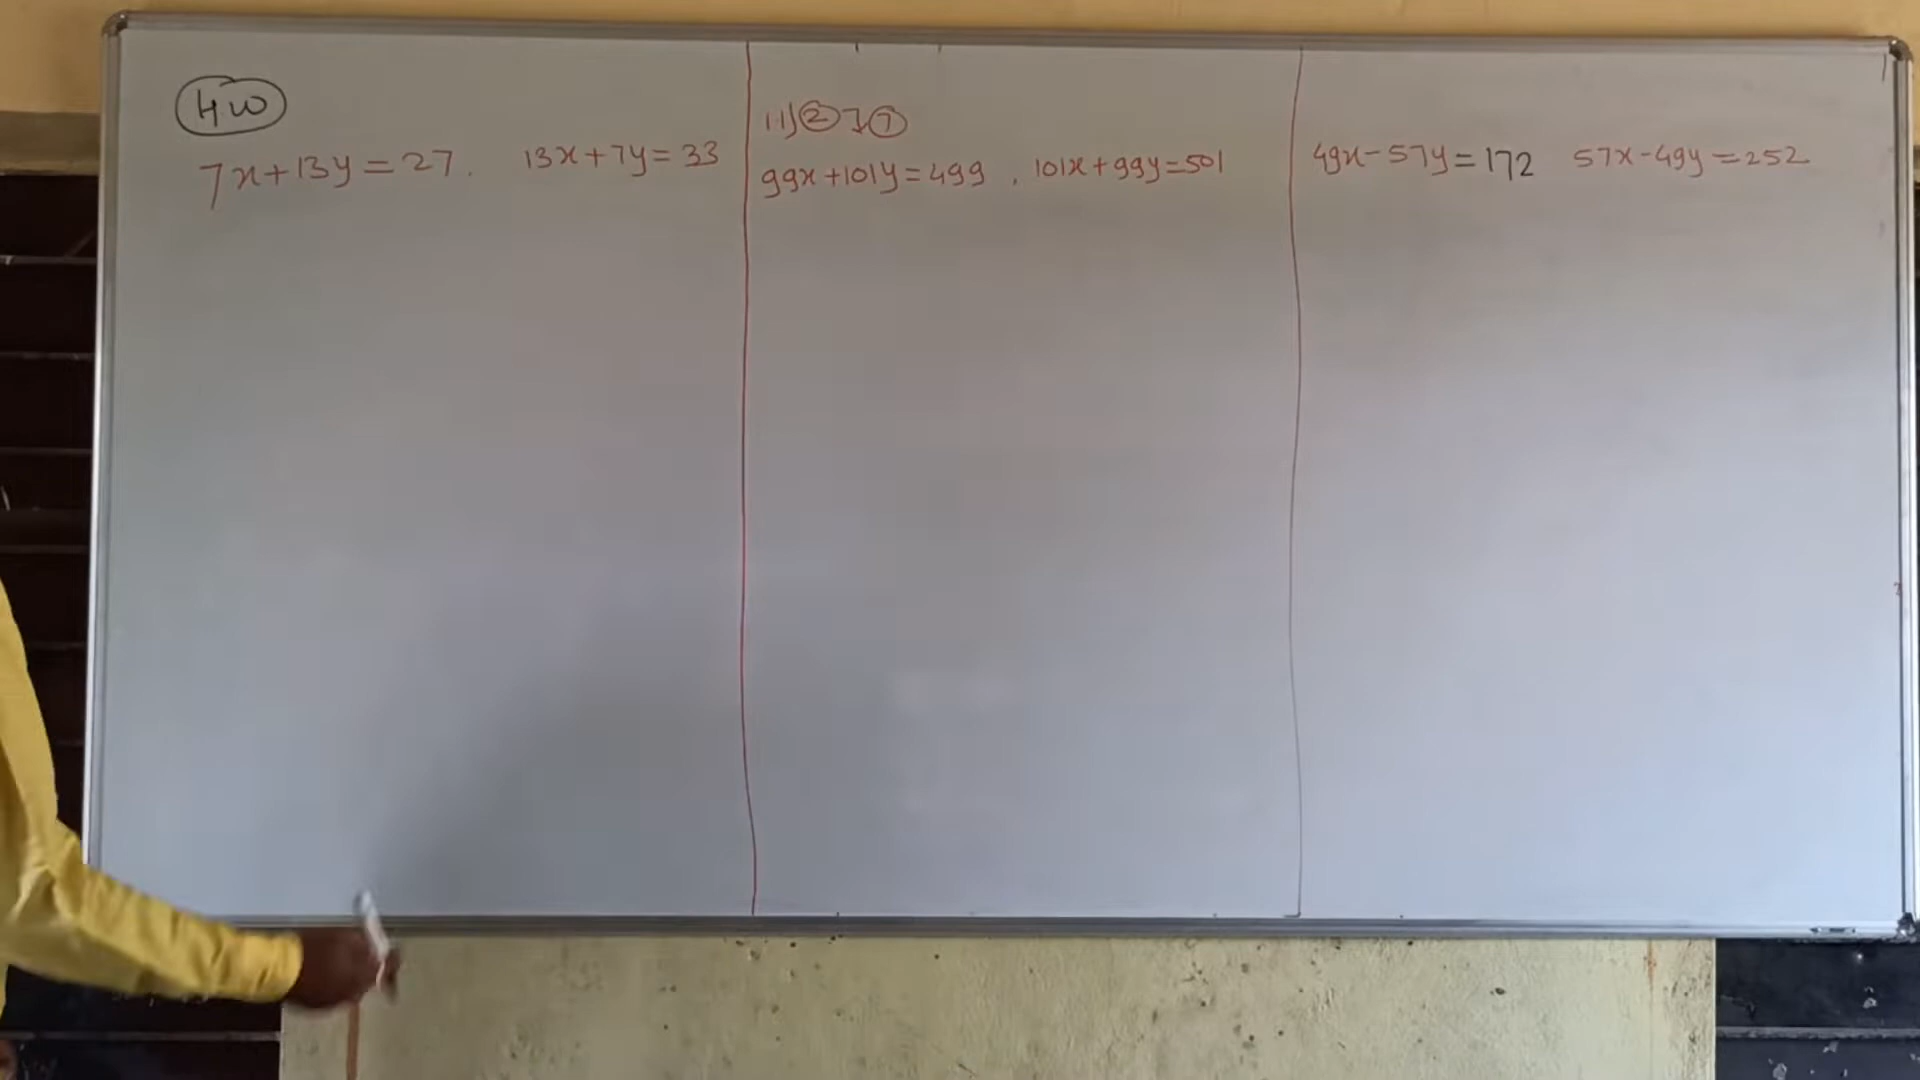 HW
7x+13y=27. 13x+7y=33
99x+101y=499 , 101x+99y=501
49x-57y=172 57x-49y=252